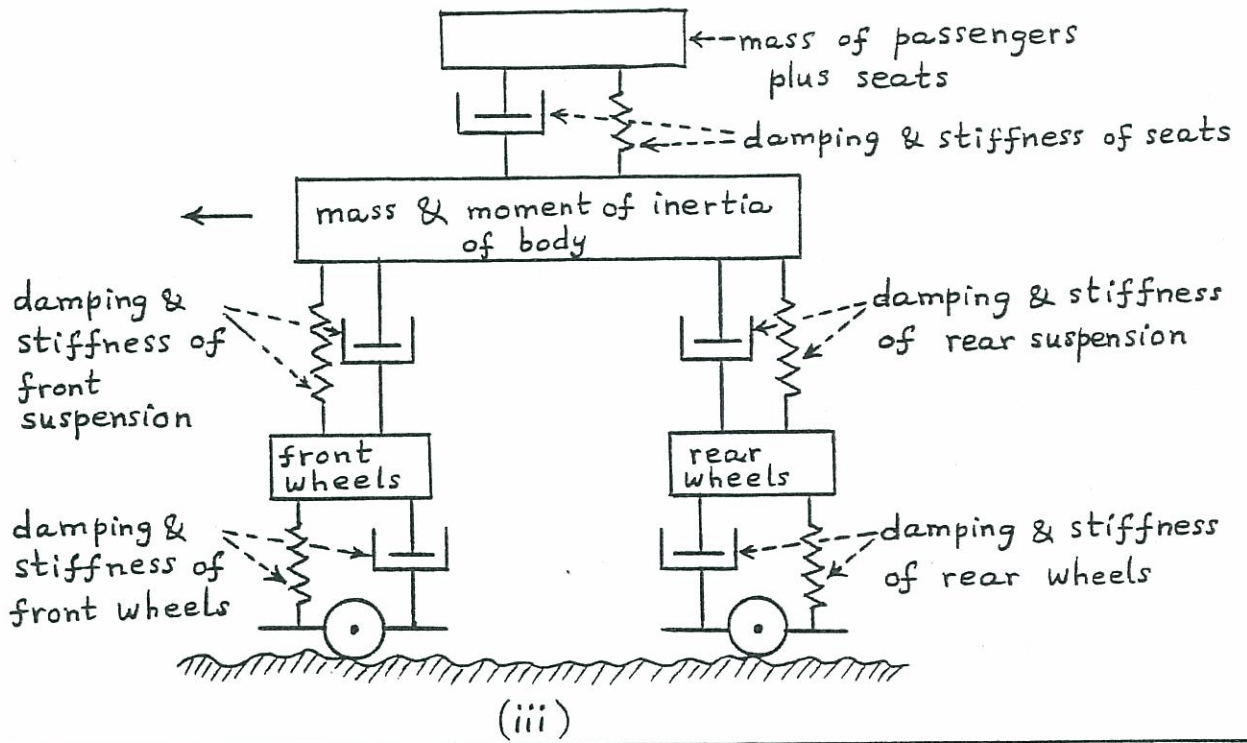 mass of passengers
plus seats
damping & stiffness of seats
mass & moment of inertia
of body
damping &
stiffness of
front
suspension
damping & stiffness
of rear suspension
front
wheels
rear
wheels
damping &
stiffness of
front wheels
damping & stiffness
of rear wheels
(iii)